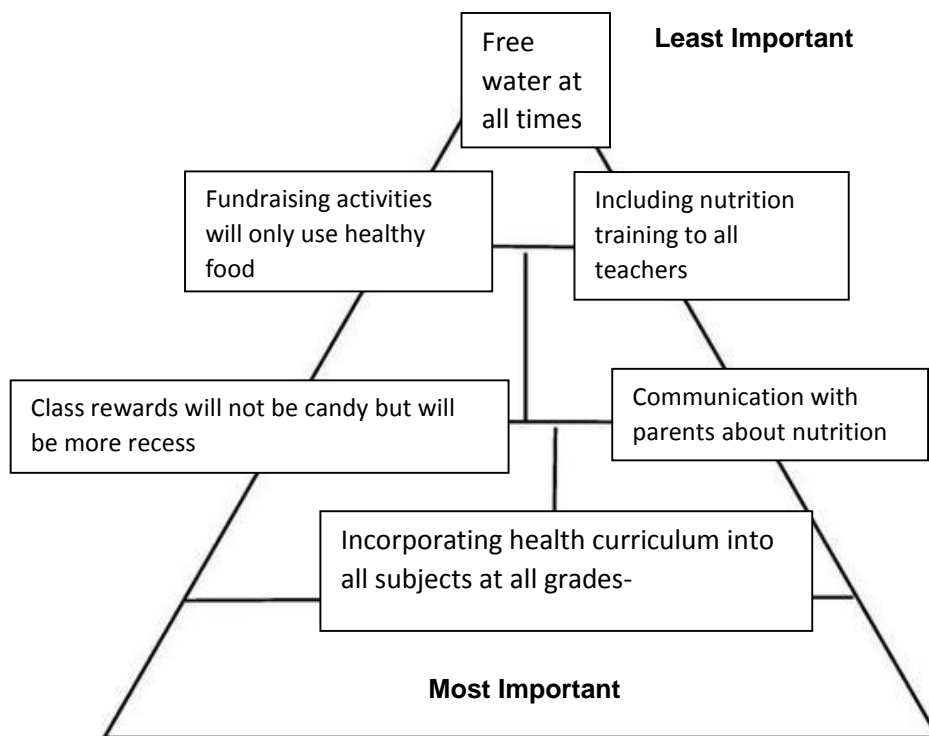 Free
water at
all times
Least Important
Fundraising activities
will only use healthy
food
Including nutrition
training to all
teachers
Class rewards will not be candy but will
be more recess
Communication with
parents about nutrition
Incorporating health curriculum into
all subjects at all grades-
Most Important